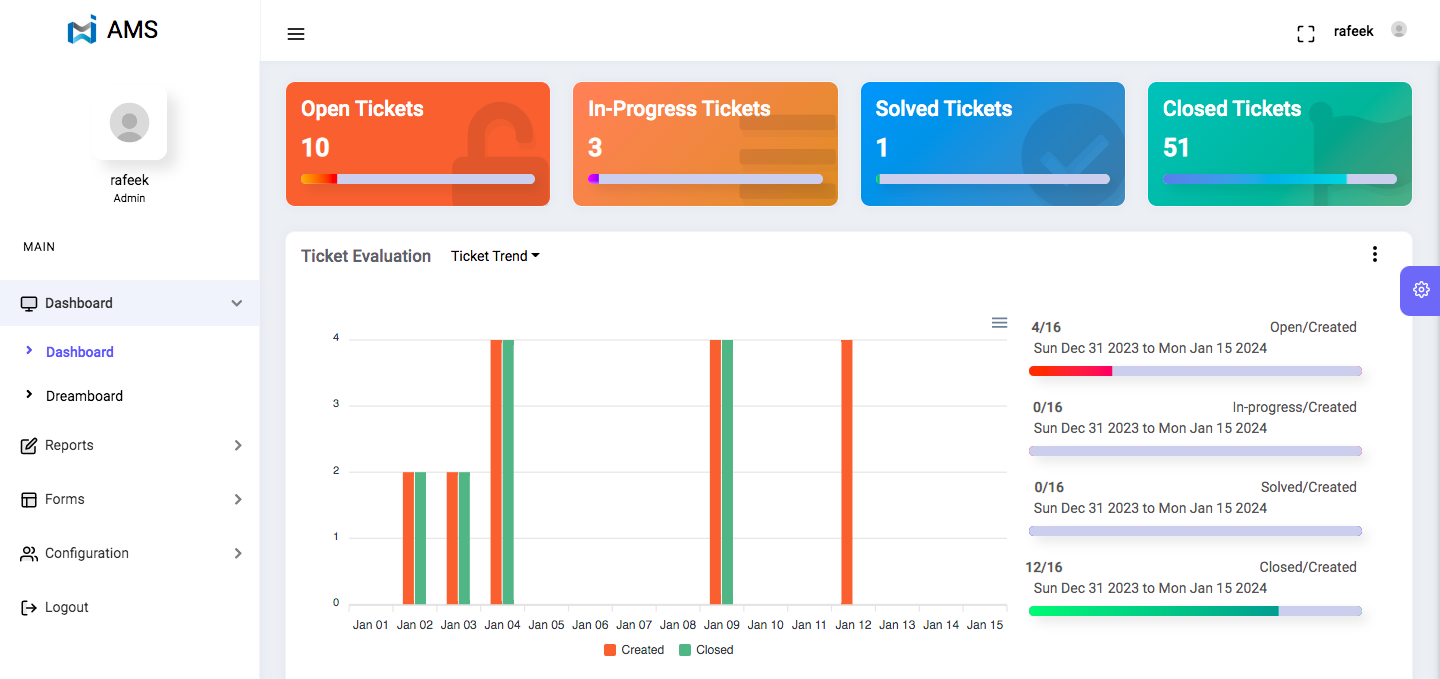 AMS
rafeek
rafeek
Admin
MAIN
Dashboard
Dashboard
Dreamboard
Reports
Forms
Configuration
Logout
Open Tickets
10
In-Progress Tickets
3
Solved Tickets
1
Closed Tickets
51
Ticket Evaluation Ticket Trend
4
3
2
1
0
Jan 01 Jan 02 Jan 03 Jan 04 Jan 05 Jan 06 Jan 07 Jan 08 Jan 09 Jan 10 Jan 11 Jan 12 Jan 13 Jan 14 Jan 15
Created Closed
4/16 Open/Created
Sun Dec 31 2023 to Mon Jan 15 2024
0/16 In-progress/Created
Sun Dec 31 2023 to Mon Jan 15 2024
0/16 Solved/Created
Sun Dec 31 2023 to Mon Jan 15 2024
12/16 Closed/Created
Sun Dec 31 2023 to Mon Jan 15 2024